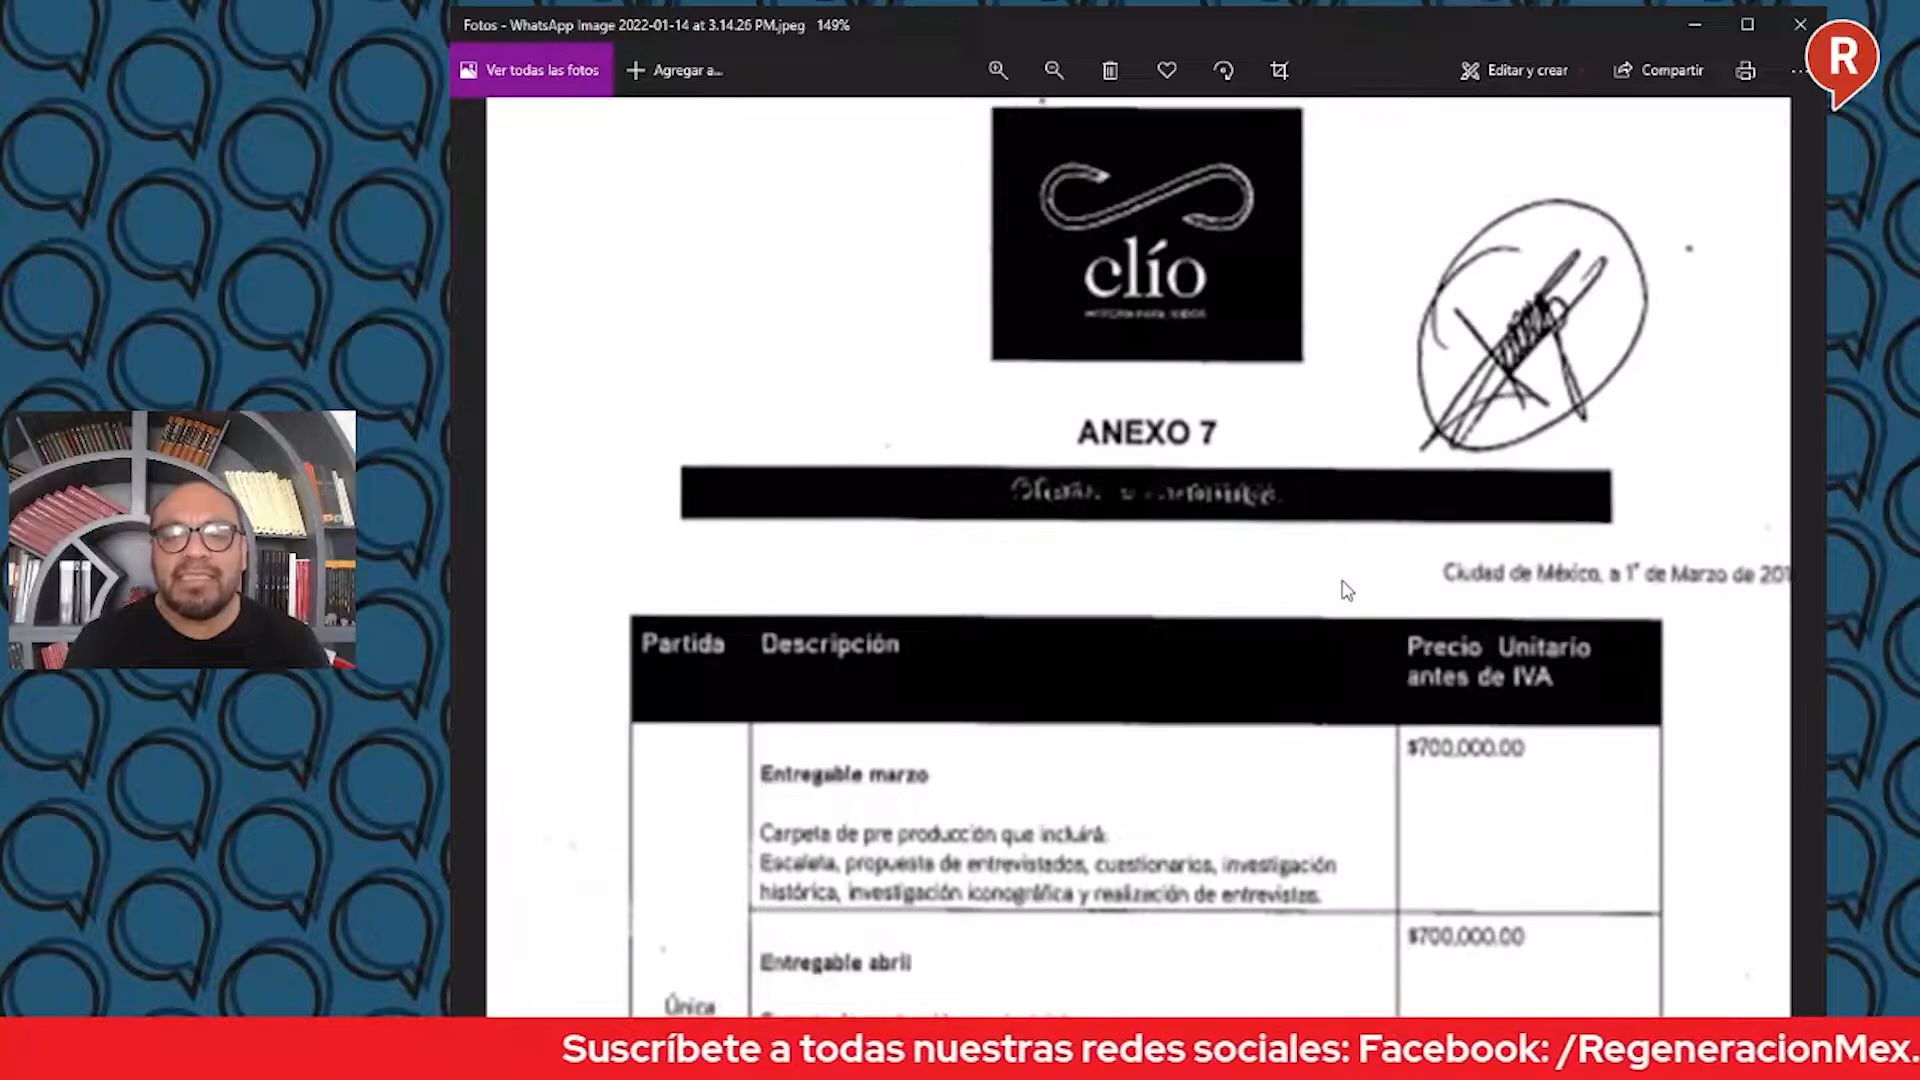 Fotos - WhatsApp Image 2022-01-14 at 3.14.26 PM.jpeg 149%
Ver todas las fotos
Agregar a...
Editar y crear
Compartir
R
clío
ANEXO 7
Ciudad de México, a 1° de Marzo de 201
Partida Descripción Precio Unitario antes de IVA
Entregable marzo
$700,000.00
Carpeta de pre producción que incluirá:
Escaleta, propuesta de entrevistados, cuestionarios, investigación
histórica, investigación iconográfica y realización de entrevistas.
Entregable abril
$700,000.00
Única
Suscríbete a todas nuestras redes sociales: Facebook: /RegeneracionMex.